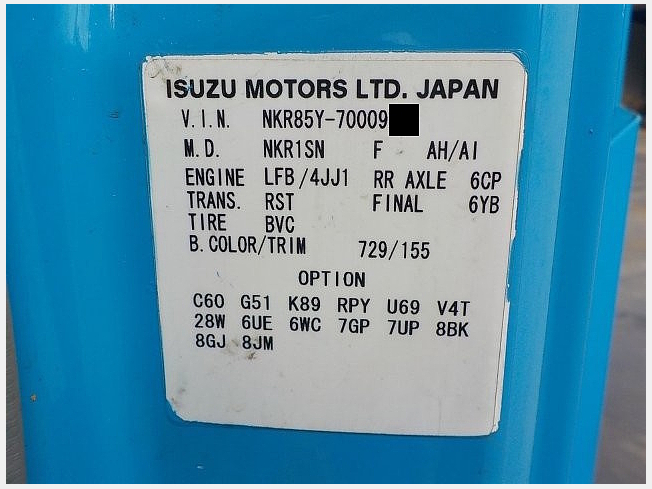 ISUZU MOTORS LTD. JAPAN
V.I.N. NKR85Y-70009
M.D. NKR1SN F AH/AI
ENGINE LFB/4JJ1 RR AXLE 6CP
TRANS. RST FINAL 6YB
TIRE BVC
B.COLOR/TRIM 729/155
OPTION
C60 G51 K89 RPY U69 V4T
28W 6UE 6WC 7GP 7UP 8BK
8GJ 8JM